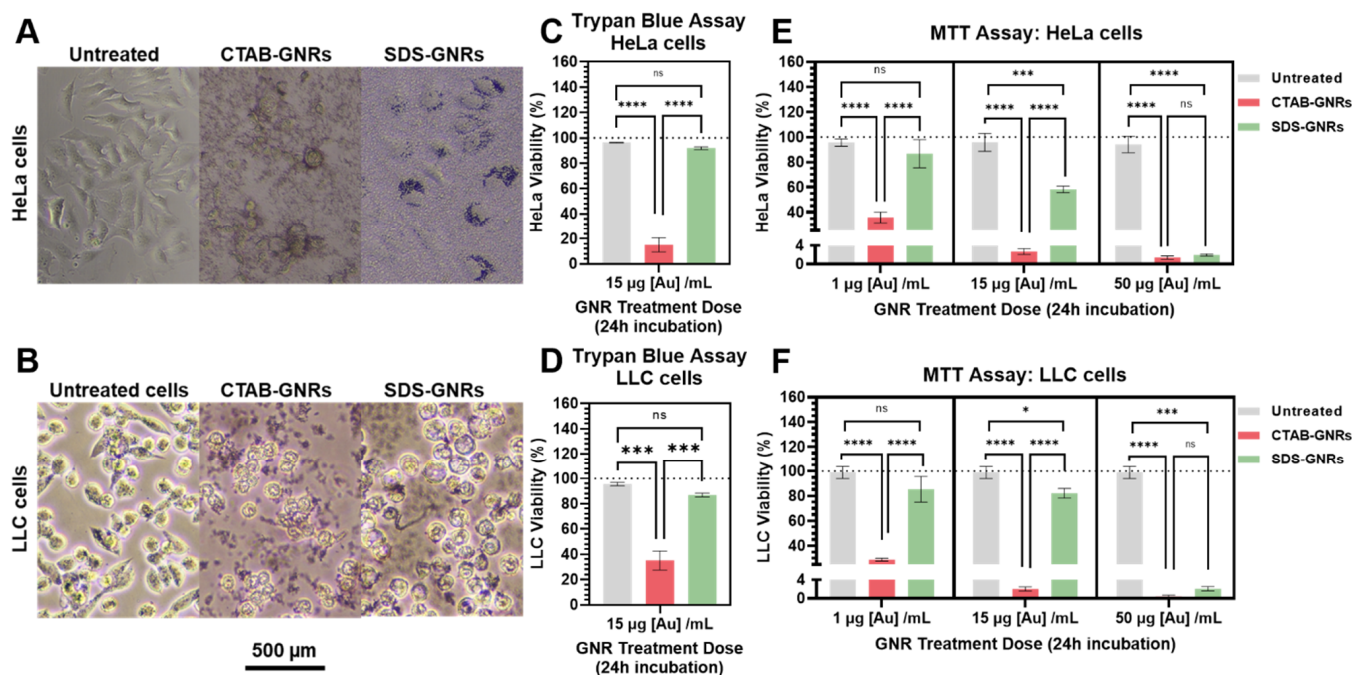 A
Untreated
CTAB-GNRs
SDS-GNRs
HeLa cells
B
Untreated cells
CTAB-GNRs
SDS-GNRs
LLC cells
500 µm
C
Trypan Blue Assay
HeLa cells
HeLa Viability (%)
160
140
120
100
80
60
40
20
0
ns
****
****
15 µg [Au] /mL
GNR Treatment Dose
(24h incubation)
D
Trypan Blue Assay
LLC cells
LLC Viability (%)
160
140
120
100
80
60
40
20
0
ns
***
***
15 µg [Au] /mL
GNR Treatment Dose
(24h incubation)
E
MTT Assay: HeLa cells
HeLa Viability (%)
160
140
120
100
80
60
40
4
0
ns
****
****
***
****
****
****
****
ns
1 µg [Au] /mL
15 µg [Au] /mL
50 µg [Au] /mL
GNR Treatment Dose (24h incubation)
Untreated
CTAB-GNRs
SDS-GNRs
F
MTT Assay: LLC cells
LLC Viability (%)
160
140
120
100
80
60
40
4
0
ns
****
****
*
****
****
***
****
ns
1 µg [Au] /mL
15 µg [Au] /mL
50 µg [Au] /mL
GNR Treatment Dose (24h incubation)
Untreated
CTAB-GNRs
SDS-GNRs